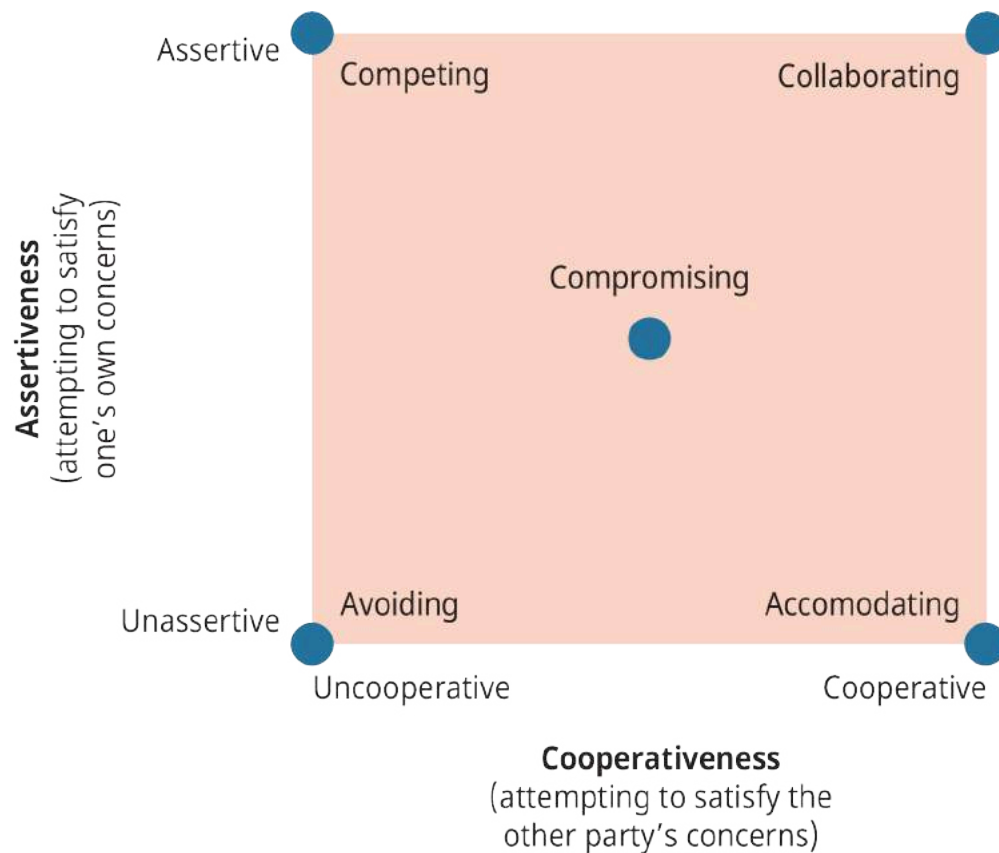 Assertive
Competing
Collaborating
Assertiveness
(attempting to satisfy
one's own concerns)
Compromising
Avoiding
Accomodating
Unassertive
Uncooperative
Cooperative
Cooperativeness
(attempting to satisfy the
other party's concerns)